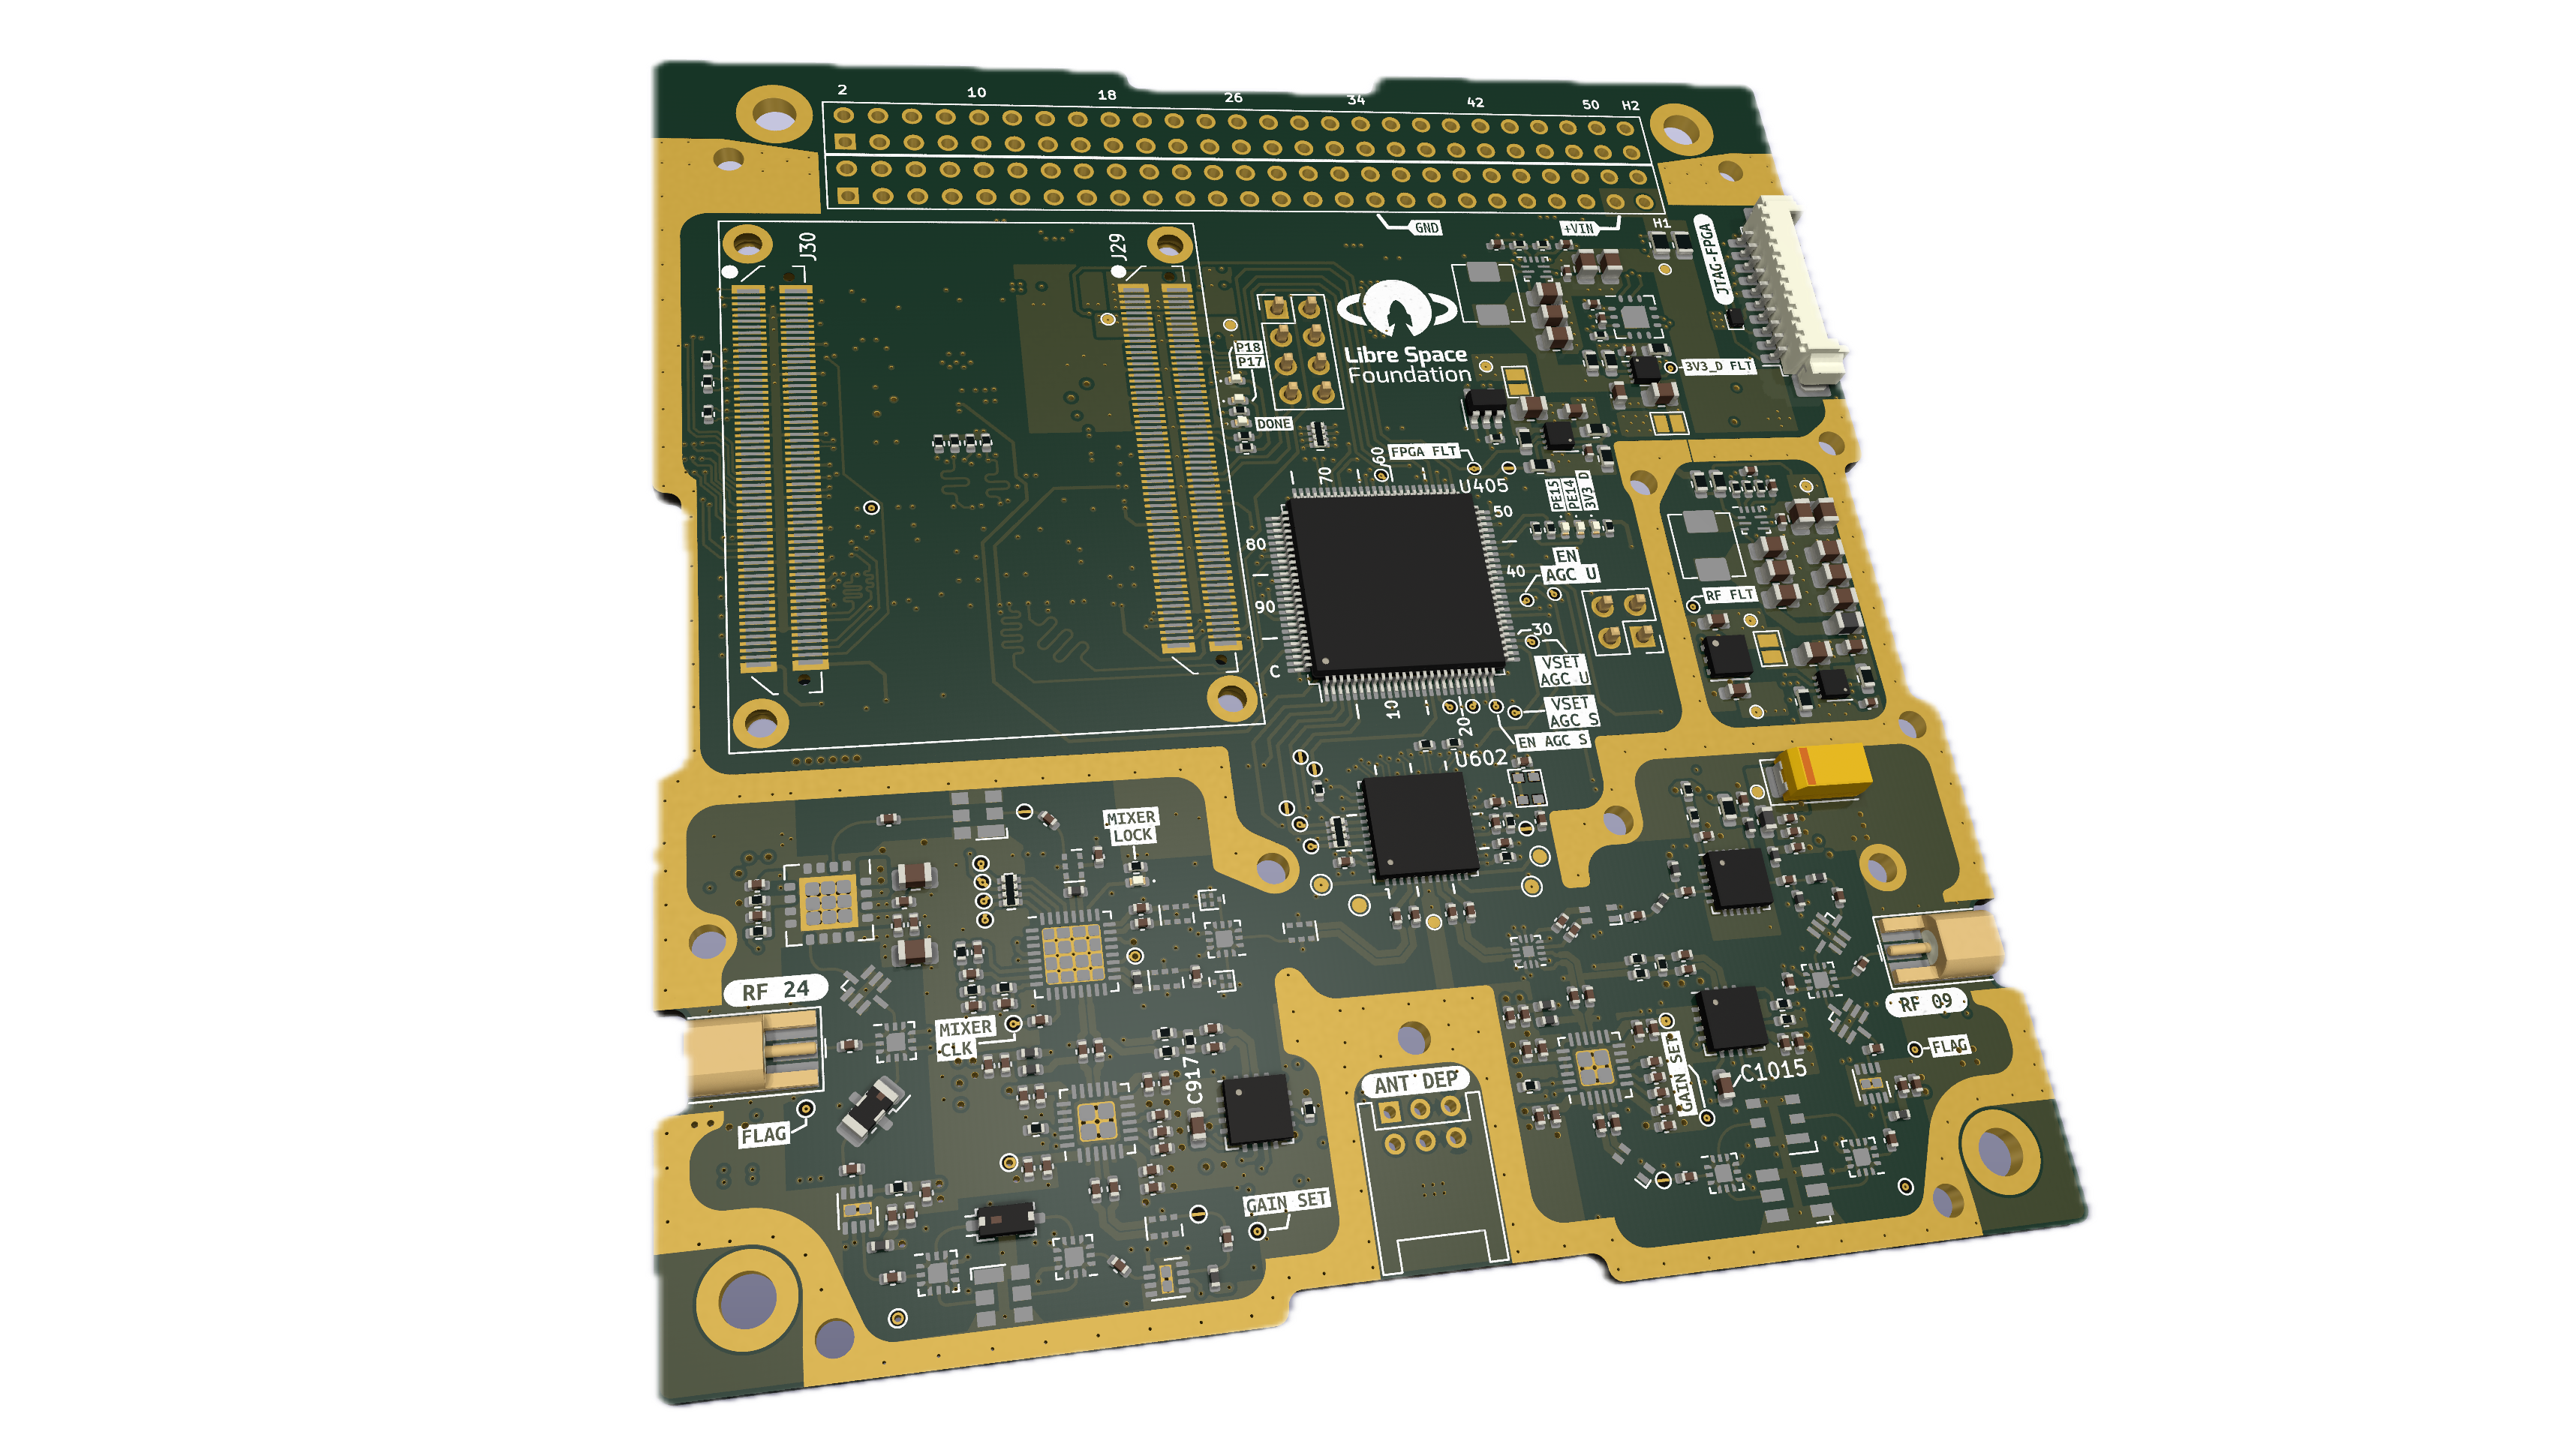 2 10 18 26 34 42 50 H2
GND
+VIN
H1
JTAG-FPGA
J30
J29
P18
P17
DONE
Libre Space
Foundation
3V3_D FLT
FPGA FLT
70
60
U405
50
PE15
PE14
3V3 D
80
40
EN
AGC U
90
30
RF FLT
C
VSET
AGC U
10
20
VSET
AGC S
EN AGC S
U602
MIXER
LOCK
RF 24
RF 09
MIXER
CLK
FLAG
GAIN SET
C917
ANT DEP
C1015
FLAG
GAIN SET